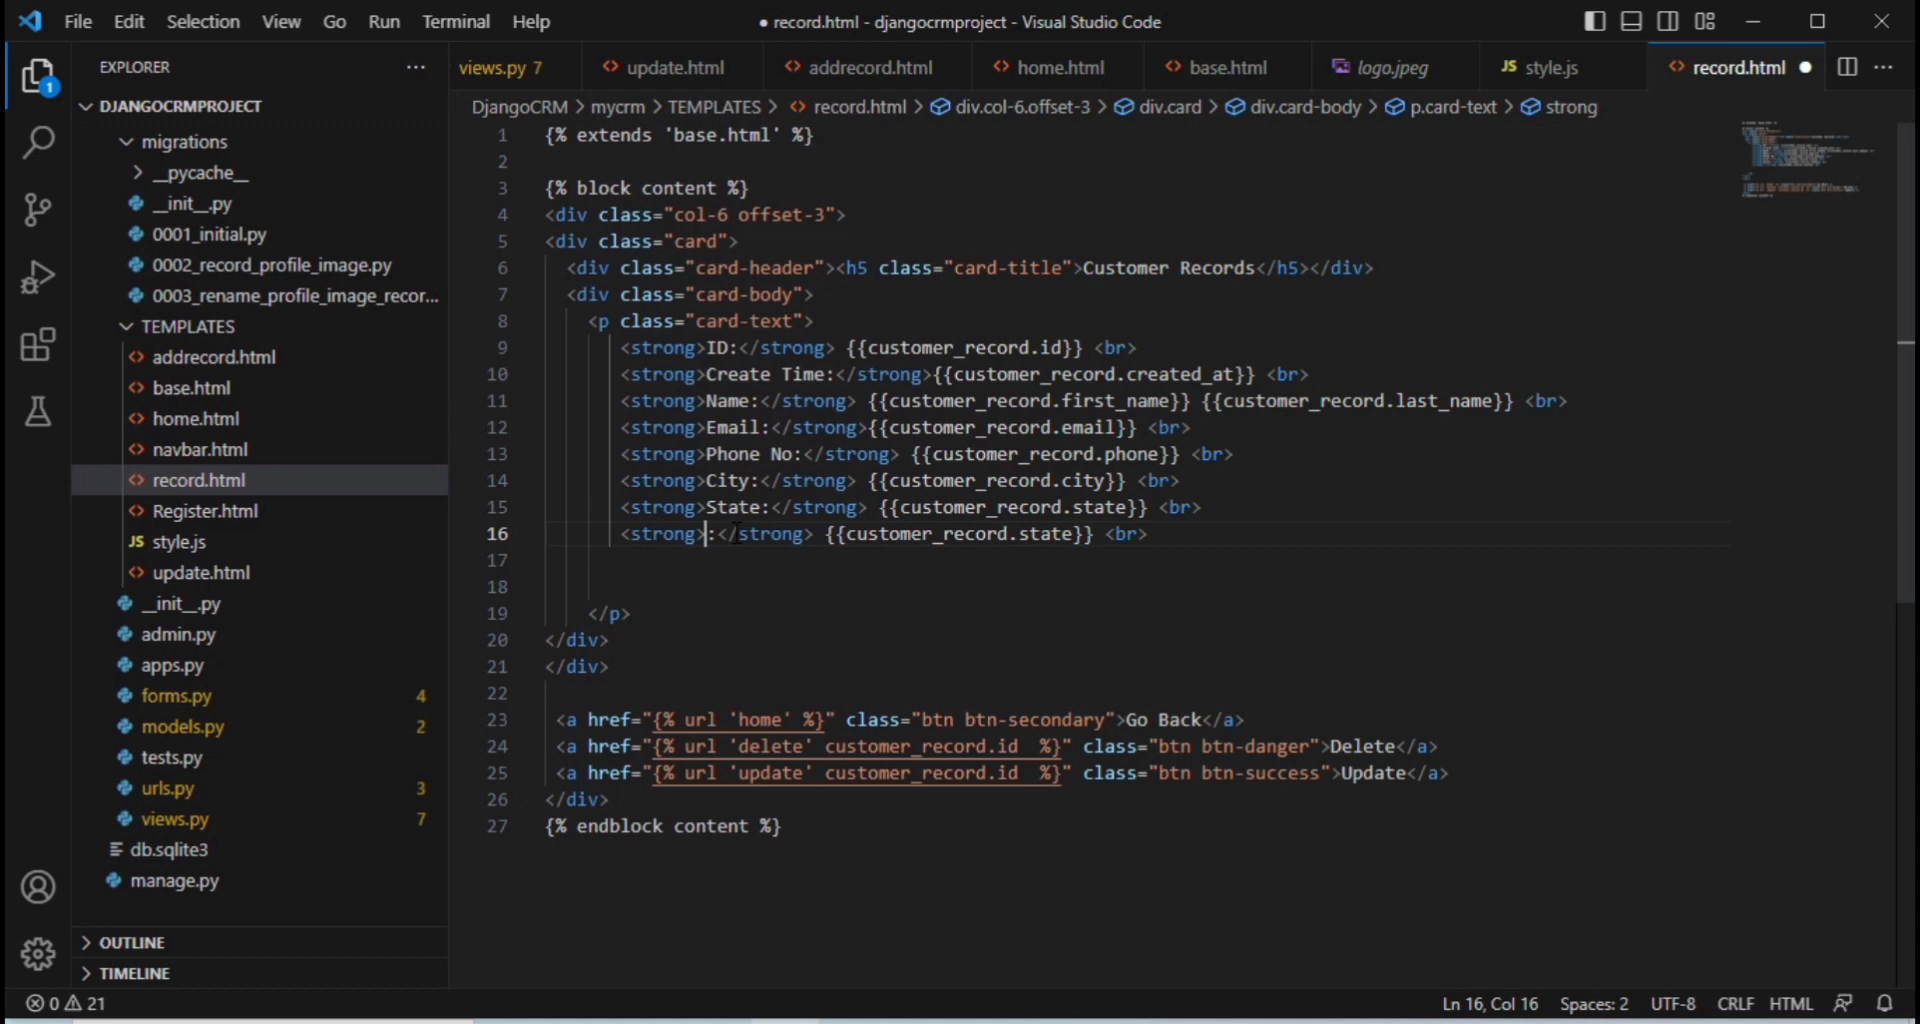 File Edit Selection View Go Run Terminal Help
● record.html - djangocrmproject - Visual Studio Code
EXPLORER
1
DJANGOCRMPROJECT
migrations
__pycache__
__init__.py
0001_initial.py
0002_record_profile_image.py
0003_rename_profile_image_recor...
TEMPLATES
addrecord.html
base.html
home.html
navbar.html
record.html
Register.html
JS style.js
update.html
__init__.py
admin.py
apps.py
forms.py 4
models.py 2
tests.py
urls.py 3
views.py 7
db.sqlite3
manage.py
OUTLINE
TIMELINE
views.py 7 update.html addrecord.html home.html base.html logo.jpeg JS style.js record.html ●
DjangoCRM > mycrm > TEMPLATES > record.html > div.col-6.offset-3 > div.card > div.card-body > p.card-text > strong
1 {% extends 'base.html' %}
2
3 {% block content %}
4 <div class="col-6 offset-3">
5 <div class="card">
6 <div class="card-header"><h5 class="card-title">Customer Records</h5></div>
7 <div class="card-body">
8 <p class="card-text">
9 <strong>ID:</strong> {{customer_record.id}} <br>
10 <strong>Create Time:</strong>{{customer_record.created_at}} <br>
11 <strong>Name:</strong> {{customer_record.first_name}} {{customer_record.last_name}} <br>
12 <strong>Email:</strong>{{customer_record.email}} <br>
13 <strong>Phone No:</strong> {{customer_record.phone}} <br>
14 <strong>City:</strong> {{customer_record.city}} <br>
15 <strong>State:</strong> {{customer_record.state}} <br>
16 <strong>:</strong> {{customer_record.state}} <br>
17
18
19 </p>
20 </div>
21 </div>
22
23 <a href="{% url 'home' %}" class="btn btn-secondary">Go Back</a>
24 <a href="{% url 'delete' customer_record.id  %}" class="btn btn-danger">Delete</a>
25 <a href="{% url 'update' customer_record.id  %}" class="btn btn-success">Update</a>
26 </div>
27 {% endblock content %}
0 21
Ln 16, Col 16 Spaces: 2 UTF-8 CRLF HTML